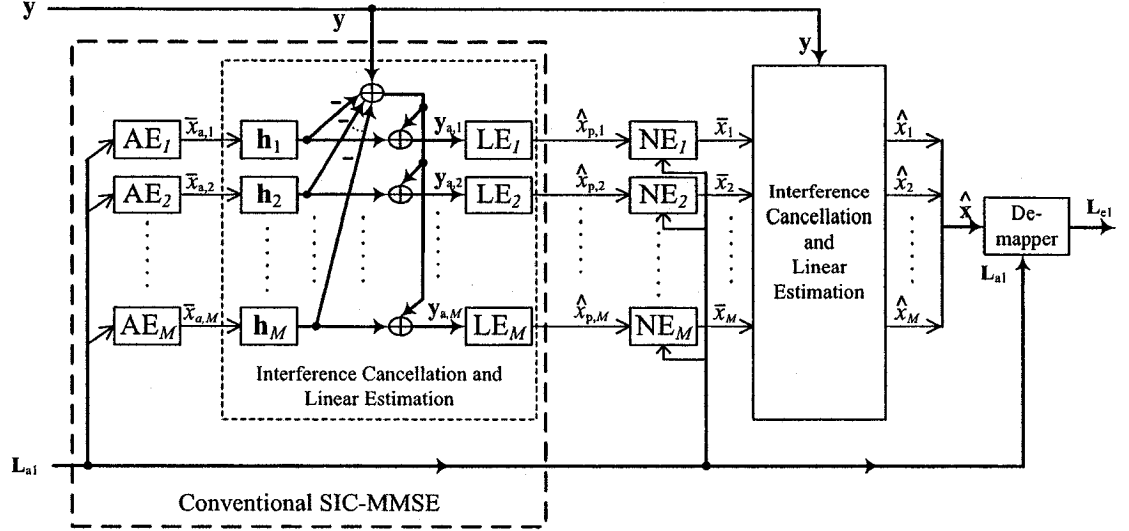 y
y
y
AE1 x̄a,1 h1 ya,1 LE1 x̂p,1 NE1 x̄1 x̂1
AE2 x̄a,2 h2 ya,2 LE2 x̂p,2 NE2 x̄2 x̂2
Interference
Cancellation
and
Linear
Estimation
x̂
De-
mapper
Le1
La1
AEM x̄a,M hM ya,M LEM x̂p,M NEM x̄M x̂M
Interference Cancellation and
Linear Estimation
La1
Conventional SIC-MMSE